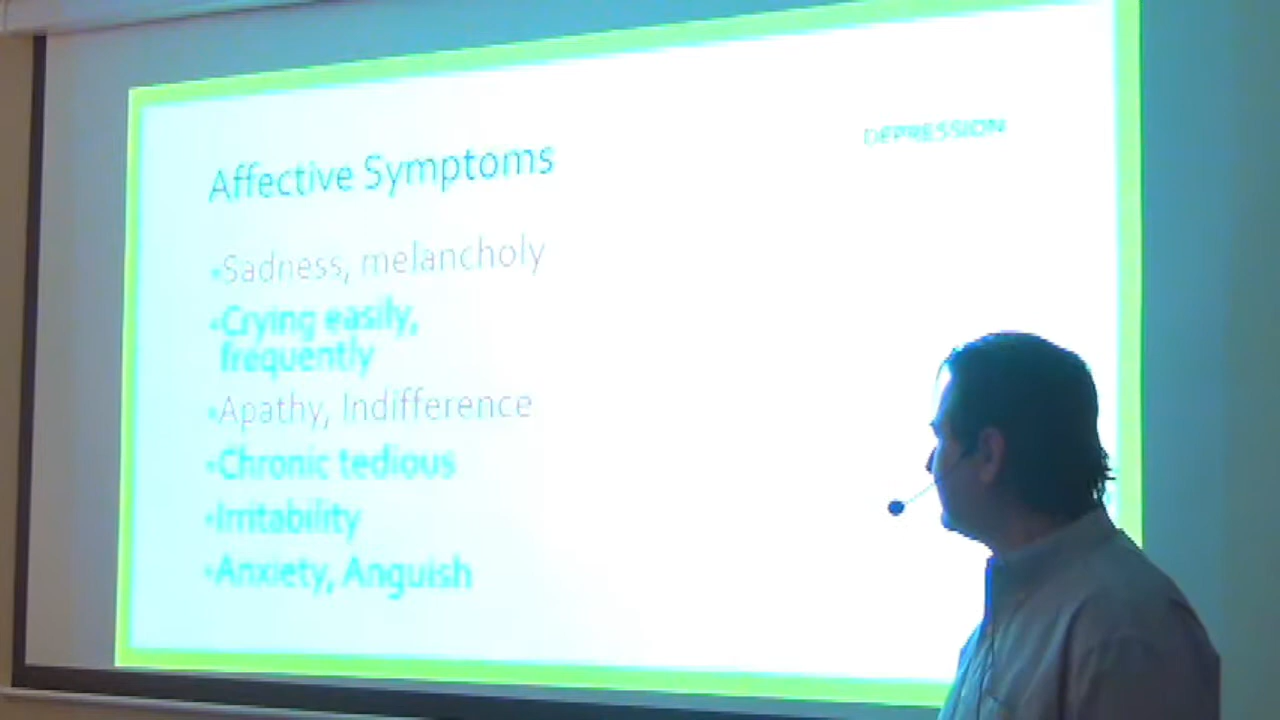 DEPRESSION
Affective Symptoms
•Sadness, melancholy
•Crying easily,
frequently
•Apathy, Indifference
•Chronic tedious
•Irritability
•Anxiety, Anguish